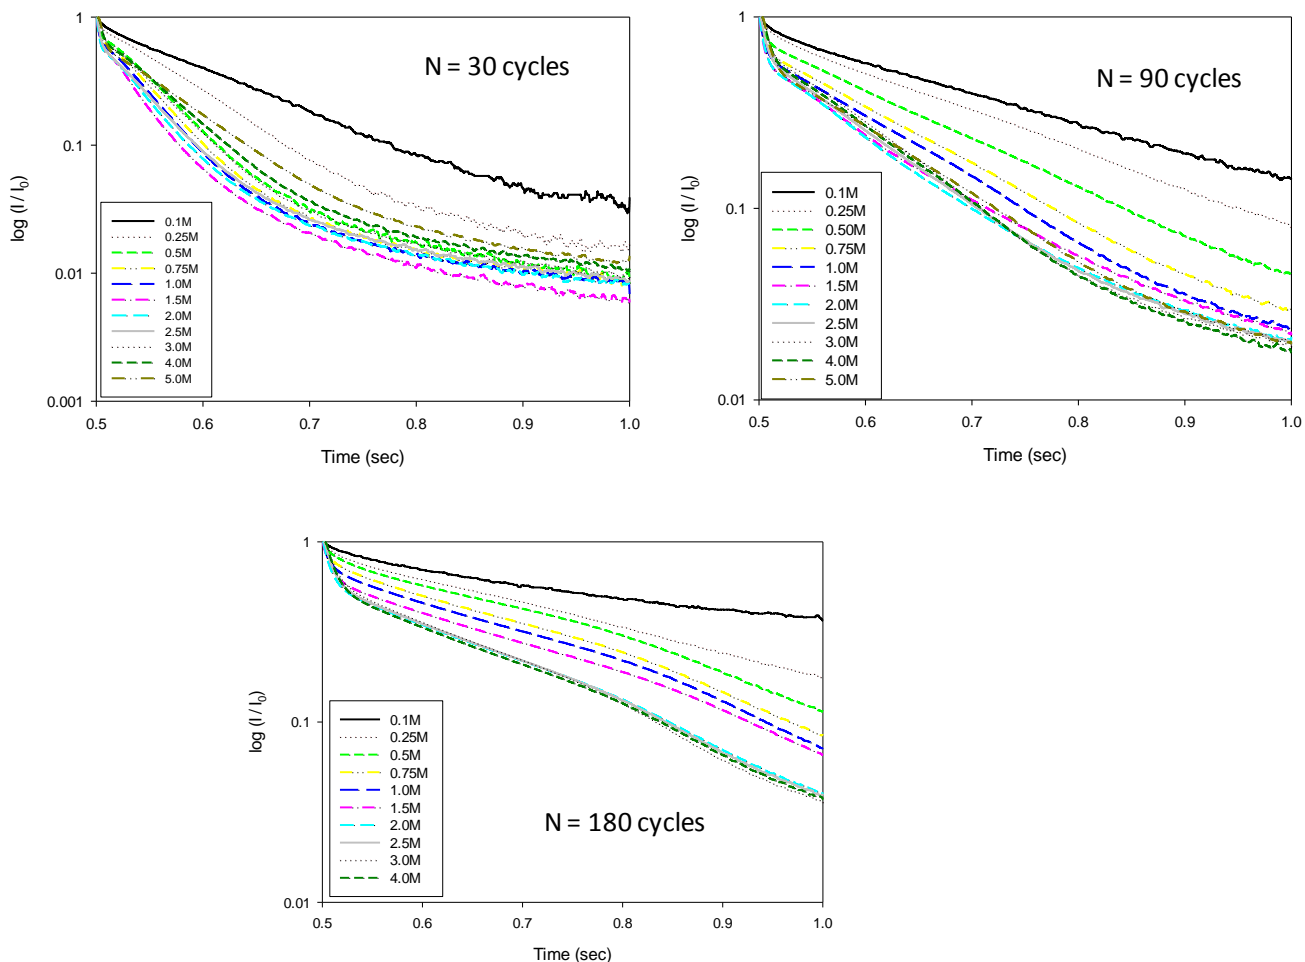 N = 30 cycles
log (I / I0)
1
0.1
0.01
0.001
0.1M
0.25M
0.5M
0.75M
1.0M
1.5M
2.0M
2.5M
3.0M
4.0M
5.0M
0.5 0.6 0.7 0.8 0.9 1.0
Time (sec)
N = 90 cycles
log (I / I0)
1
0.1
0.01
0.1M
0.25M
0.50M
0.75M
1.0M
1.5M
2.0M
2.5M
3.0M
4.0M
5.0M
0.5 0.6 0.7 0.8 0.9 1.0
Time (sec)
log (I / I0)
1
0.1
0.01
0.1M
0.25M
0.5M
0.75M
1.0M
1.5M
2.0M
2.5M
3.0M
4.0M
N = 180 cycles
0.5 0.6 0.7 0.8 0.9 1.0
Time (sec)